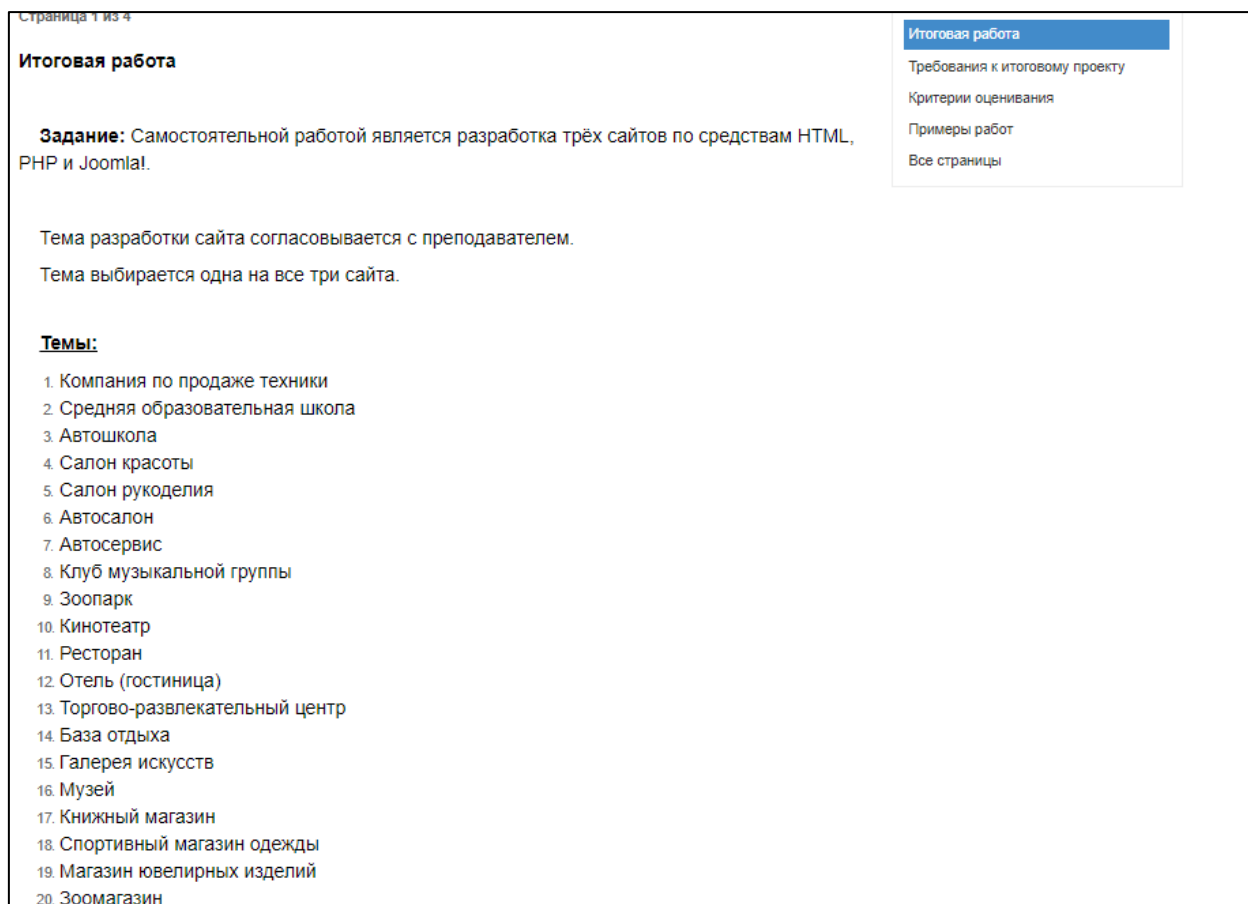 Страница 1 из 4
Итоговая работа
Задание: Самостоятельной работой является разработка трёх сайтов по средствам HTML,
PHP и Joomla!.
Тема разработки сайта согласовывается с преподавателем.
Тема выбирается одна на все три сайта.
Темы:
1. Компания по продаже техники
2. Средняя образовательная школа
3. Автошкола
4. Салон красоты
5. Салон рукоделия
6. Автосалон
7. Автосервис
8. Клуб музыкальной группы
9. Зоопарк
10. Кинотеатр
11. Ресторан
12. Отель (гостиница)
13. Торгово-развлекательный центр
14. База отдыха
15. Галерея искусств
16. Музей
17. Книжный магазин
18. Спортивный магазин одежды
19. Магазин ювелирных изделий
20. Зоомагазин
Итоговая работа
Требования к итоговому проекту
Критерии оценивания
Примеры работ
Все страницы